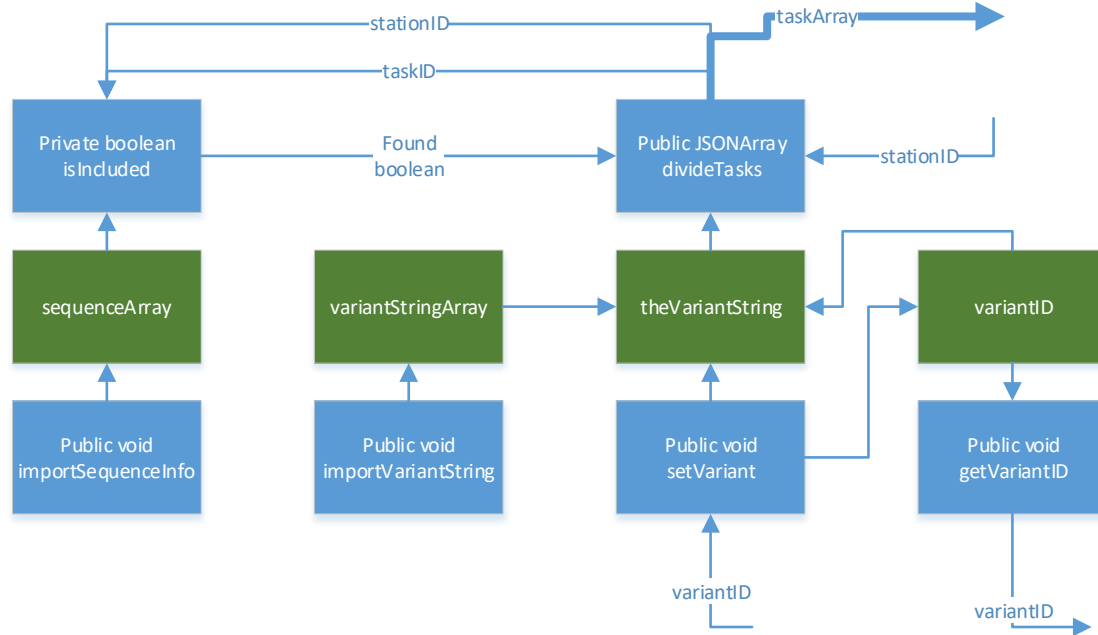 taskArray
stationID
taskID
Private boolean
isIncluded
Found
boolean
Public JSONArray
divideTasks
stationID
sequenceArray
variantStringArray
theVariantString
variantID
Public void
importSequenceInfo
Public void
importVariantString
Public void
setVariant
Public void
getVariantID
variantID
variantID